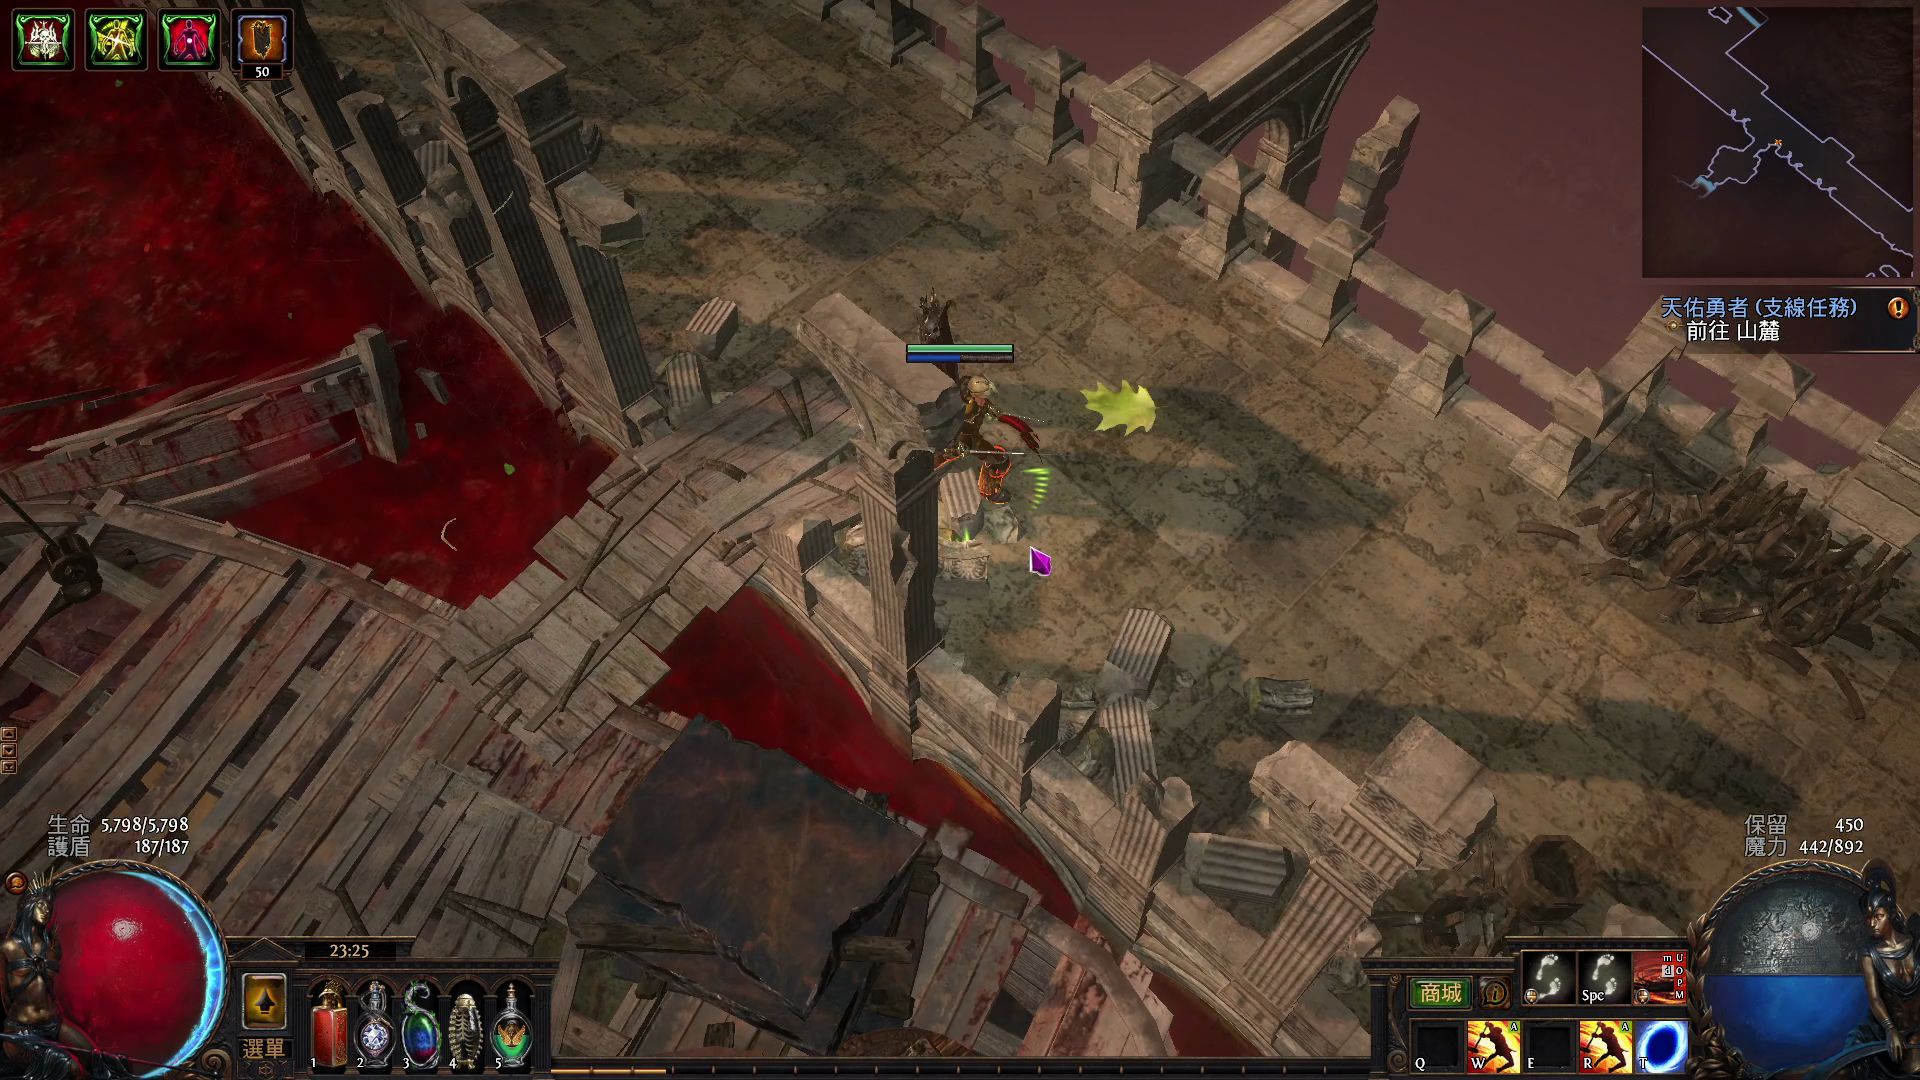 50
天佑勇者 (支線任務)
前往 山麓
生命 5,798/5,798
護盾 187/187
保留 450
魔力 442/892
23:25
選單
1 2 3 4 5
商城
Spc
Q W E R T
A A